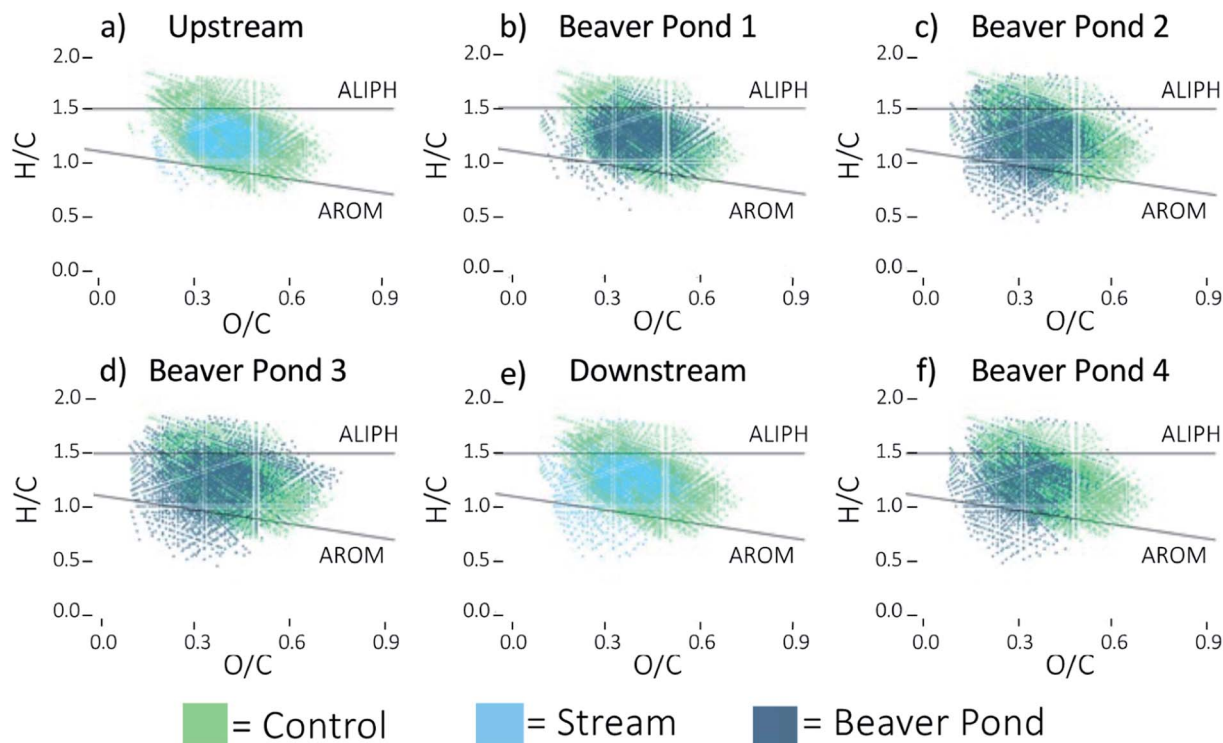 a) Upstream
2.0
1.5
1.0
0.5
0.0
H/C
ALIPH
AROM
0.0 0.3 0.6 0.9
O/C
b) Beaver Pond 1
2.0
1.5
1.0
0.5
0.0
H/C
ALIPH
AROM
0.0 0.3 0.6 0.9
O/C
c) Beaver Pond 2
2.0
1.5
1.0
0.5
0.0
H/C
ALIPH
AROM
0.0 0.3 0.6 0.9
O/C
d) Beaver Pond 3
2.0
1.5
1.0
0.5
0.0
H/C
ALIPH
AROM
0.0 0.3 0.6 0.9
O/C
e) Downstream
2.0
1.5
1.0
0.5
0.0
H/C
ALIPH
AROM
0.0 0.3 0.6 0.9
O/C
f) Beaver Pond 4
2.0
1.5
1.0
0.5
0.0
H/C
ALIPH
AROM
0.0 0.3 0.6 0.9
O/C
= Control = Stream = Beaver Pond